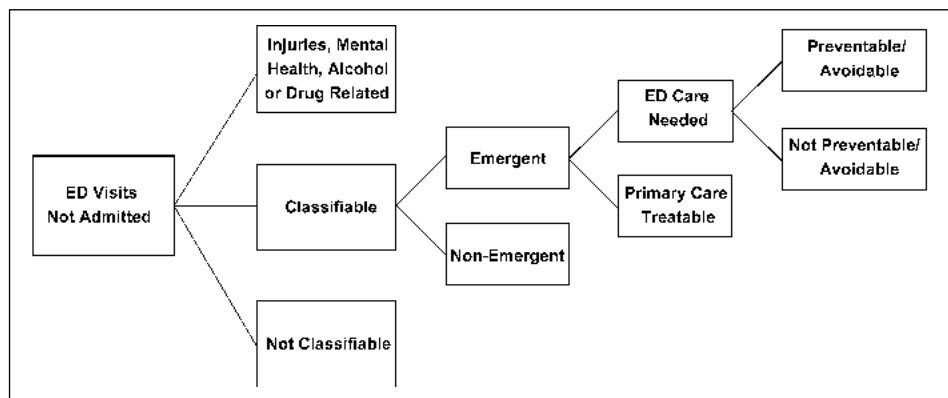 Injuries, Mental
Health, Alcohol
or Drug Related
Preventable/
Avoidable
ED Care
Needed
Emergent
Not Preventable/
Avoidable
ED Visits
Not Admitted
Classifiable
Primary Care
Treatable
Non-Emergent
Not Classifiable